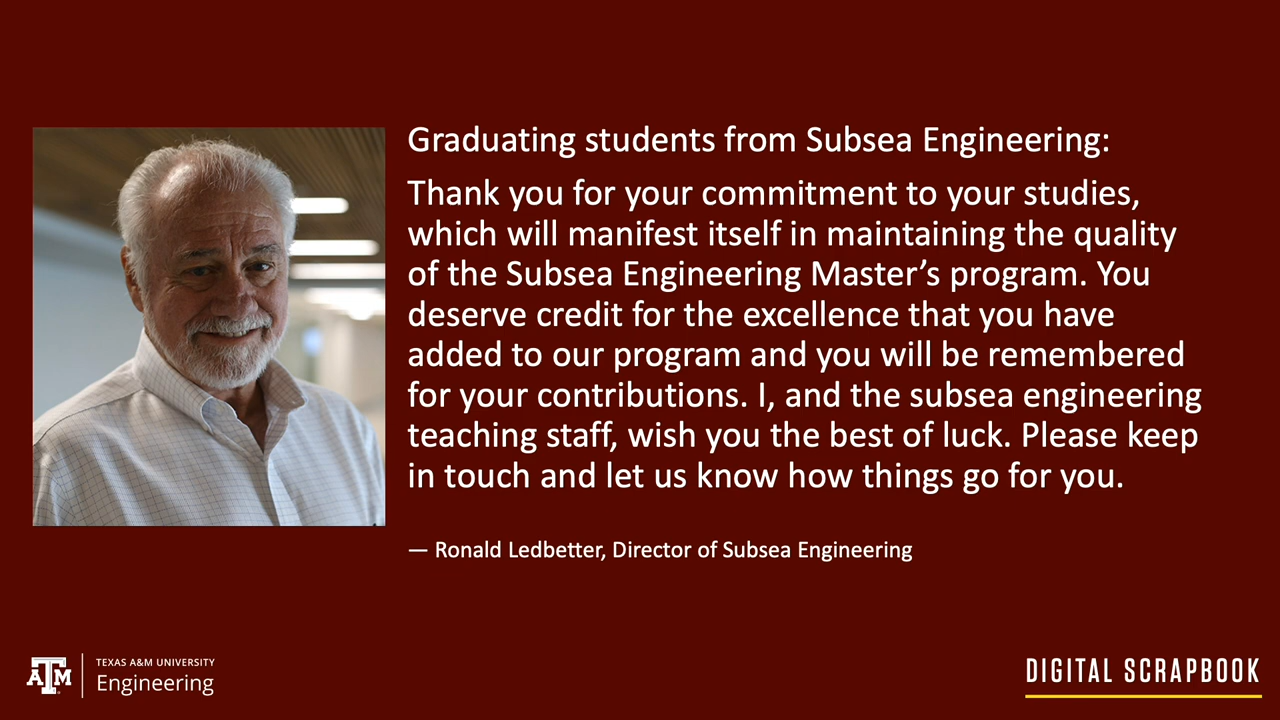 Graduating students from Subsea Engineering:
Thank you for your commitment to your studies,
which will manifest itself in maintaining the quality
of the Subsea Engineering Master’s program. You
deserve credit for the excellence that you have
added to our program and you will be remembered
for your contributions. I, and the subsea engineering
teaching staff, wish you the best of luck. Please keep
in touch and let us know how things go for you.
— Ronald Ledbetter, Director of Subsea Engineering
ATM
TEXAS A&M UNIVERSITY
Engineering
DIGITAL SCRAPBOOK